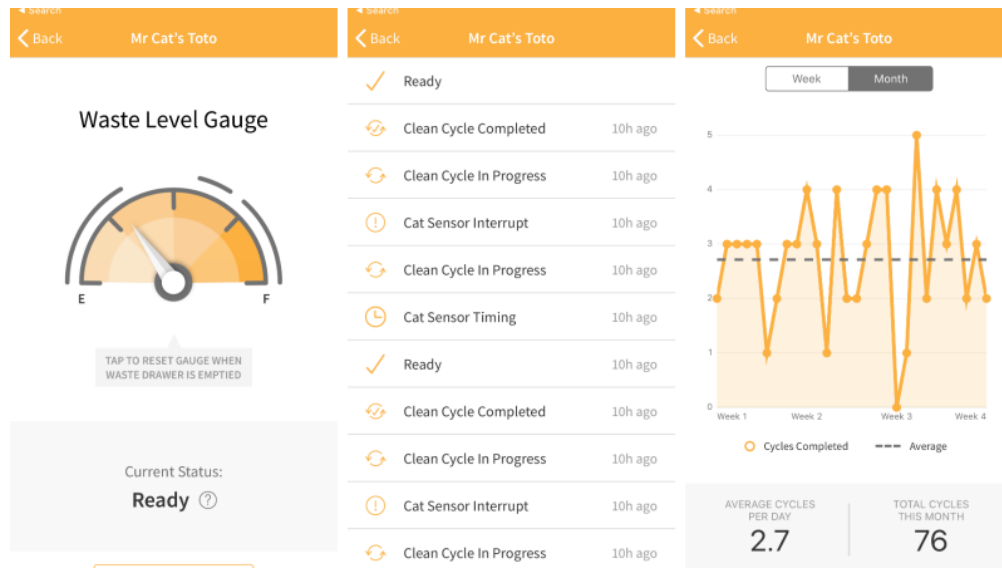 Search
Back
Mr Cat's Toto
Waste Level Gauge
E
F
TAP TO RESET GAUGE WHEN
WASTE DRAWER IS EMPTIED
Current Status:
Ready ?
Search
Back
Mr Cat's Toto
Ready
Clean Cycle Completed 10h ago
Clean Cycle In Progress 10h ago
Cat Sensor Interrupt 10h ago
Clean Cycle In Progress 10h ago
Cat Sensor Timing 10h ago
Ready 10h ago
Clean Cycle Completed 10h ago
Clean Cycle In Progress 10h ago
Cat Sensor Interrupt 10h ago
Clean Cycle In Progress 10h ago
Search
Back
Mr Cat's Toto
Week Month
5
4
3
2
1
0
Week 1 Week 2 Week 3 Week 4
Cycles Completed Average
AVERAGE CYCLES
PER DAY
2.7
TOTAL CYCLES
THIS MONTH
76